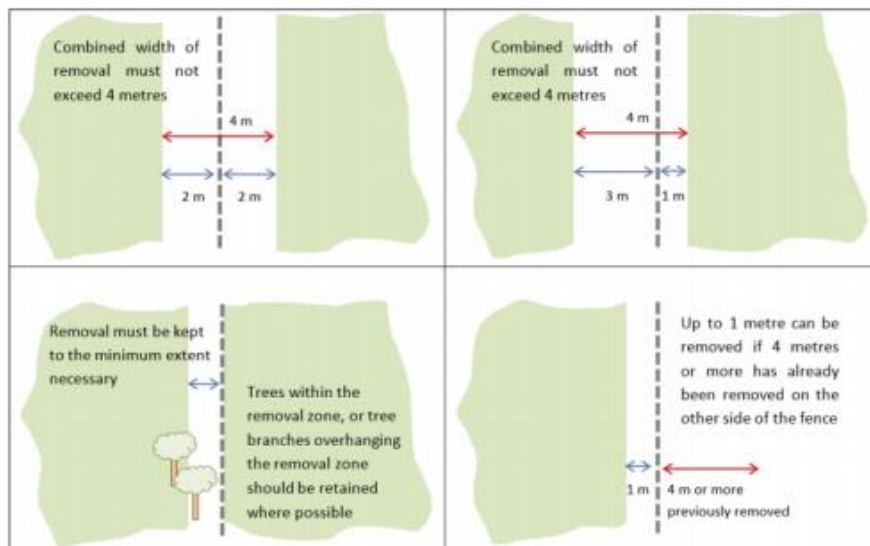 Combined width of
removal must not
exceed 4 metres
4 m
2 m
2 m
Combined width of
removal must not
exceed 4 metres
4 m
3 m
1 m
Removal must be kept
to the minimum extent
necessary
Trees within the
removal zone, or tree
branches overhanging
the removal zone
should be retained
where possible
Up to 1 metre can be
removed if 4 metres
or more has already
been removed on the
other side of the fence
1 m
4 m or more
previously removed